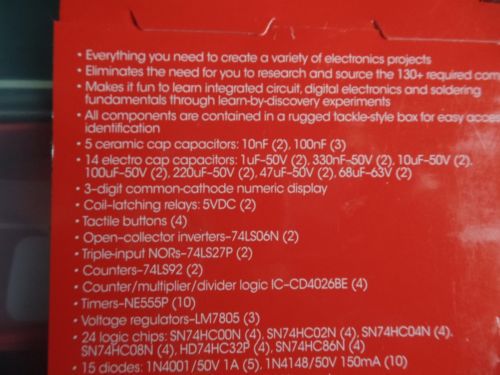 • Everything you need to create a variety of electronics projects
• Eliminates the need for you to research and source the 130+ required com
• Makes it fun to learn integrated circuit, digital electronics and soldering
fundamentals through learn-by-discovery experiments
• All components are contained in a rugged tackle-style box for easy acces
identification
• 5 ceramic cap capacitors: 10nF (2), 100nF (3)
• 14 electro cap capacitors: 1uF-50V (2), 330nF-50V (2), 10uF-50V (2),
100uF-50V (2), 220uF-50V (2), 47uF-50V (2), 68uF-63V (2)
• 3-digit common-cathode numeric display
• Coil-latching relays: 5VDC (2)
• Tactile buttons (4)
• Open-collector inverters-74LS06N (2)
• Triple-input NORs-74LS27P (2)
• Counters-74LS92 (2)
• Counter/multiplier/divider logic IC-CD4026BE (4)
• Timers-NE555P (10)
• Voltage regulators-LM7805 (3)
• 24 logic chips: SN74HC00N (4), SN74HC02N (4), SN74HC04N (4),
SN74HC08N (4), HD74HC32P (4), SN74HC86N (4)
• 15 diodes: 1N4001/50V 1A (5), 1N4148/50V 150mA (10)